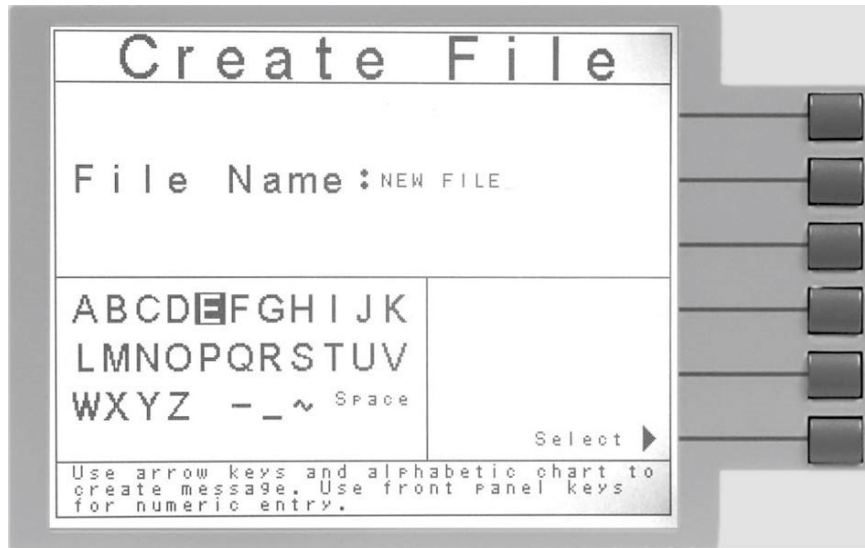 Create File
File Name:NEW FILE_
ABCDEFGHIJK
LMNOPQRSTUV
WXYZ -_~ Space
Select
Use arrow keys and alphabetic chart to
create message. Use front panel keys
for numeric entry.